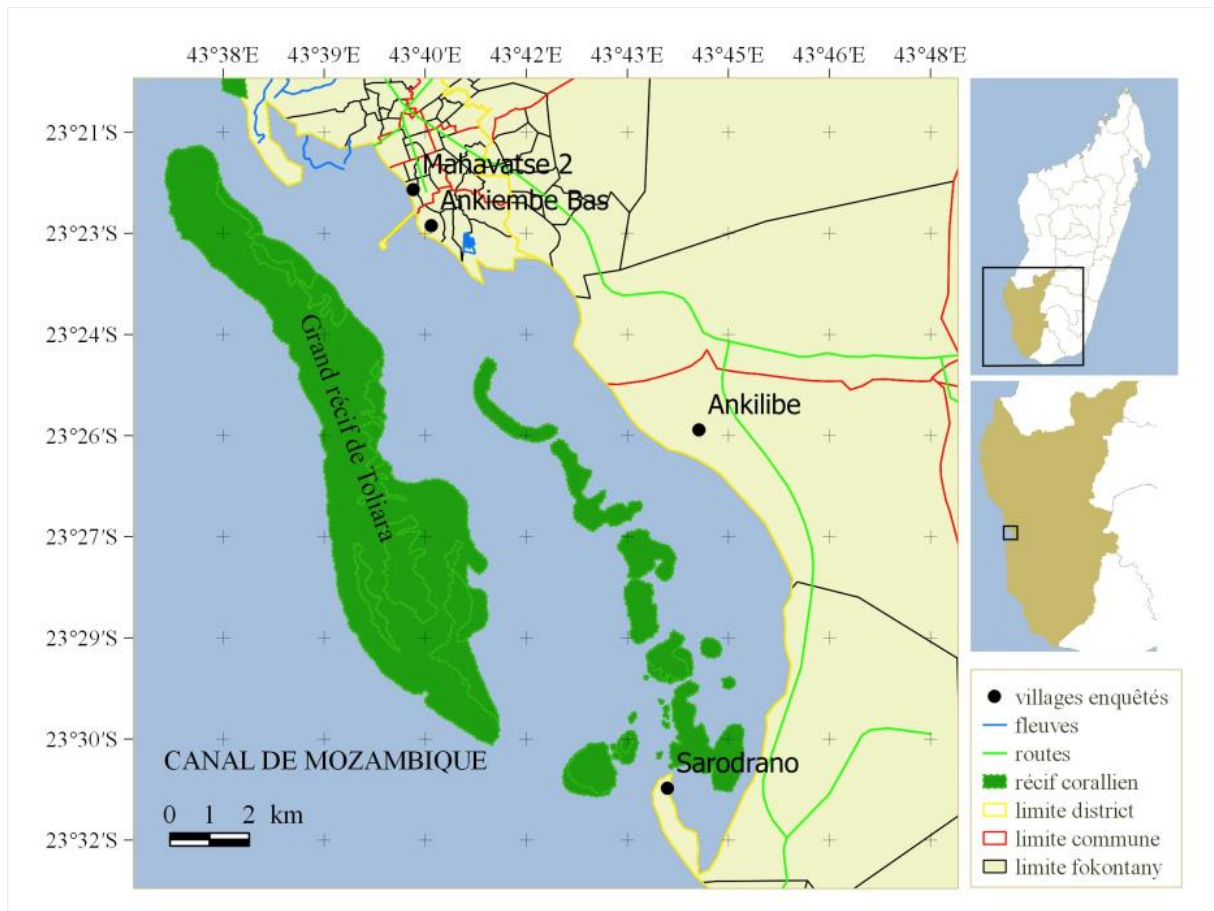 43°38'E 43°39'E 43°40'E 43°42'E 43°43'E 43°45'E 43°46'E 43°48'E
23°21'S
23°23'S
23°24'S
23°26'S
23°27'S
23°29'S
23°30'S
23°32'S
Mahavatse 2
Ankiembe Bas
Grand récif de Toliara
Ankilibe
Sarodrano
CANAL DE MOZAMBIQUE
0 1 2 km
villages enquêtés
fleuves
routes
récif corallien
limite district
limite commune
limite fokontany